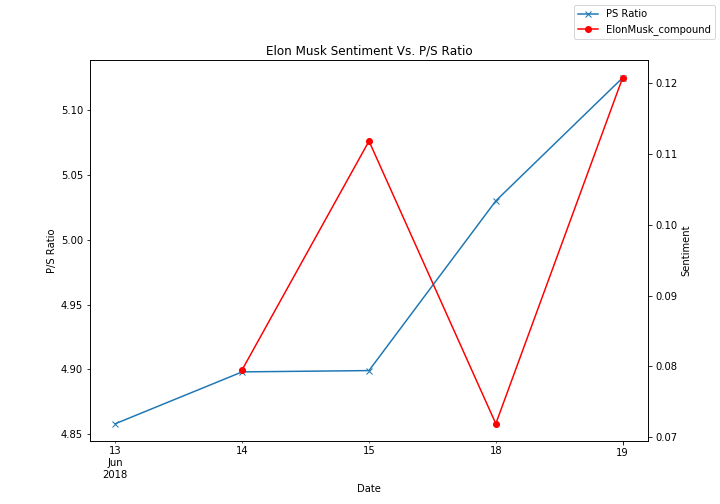 PS Ratio
ElonMusk_compound
Elon Musk Sentiment Vs. P/S Ratio
5.10
5.05
5.00
4.95
4.90
4.85
P/S Ratio
0.12
0.11
0.10
0.09
0.08
0.07
Sentiment
13
Jun
2018
14
15
18
19
Date